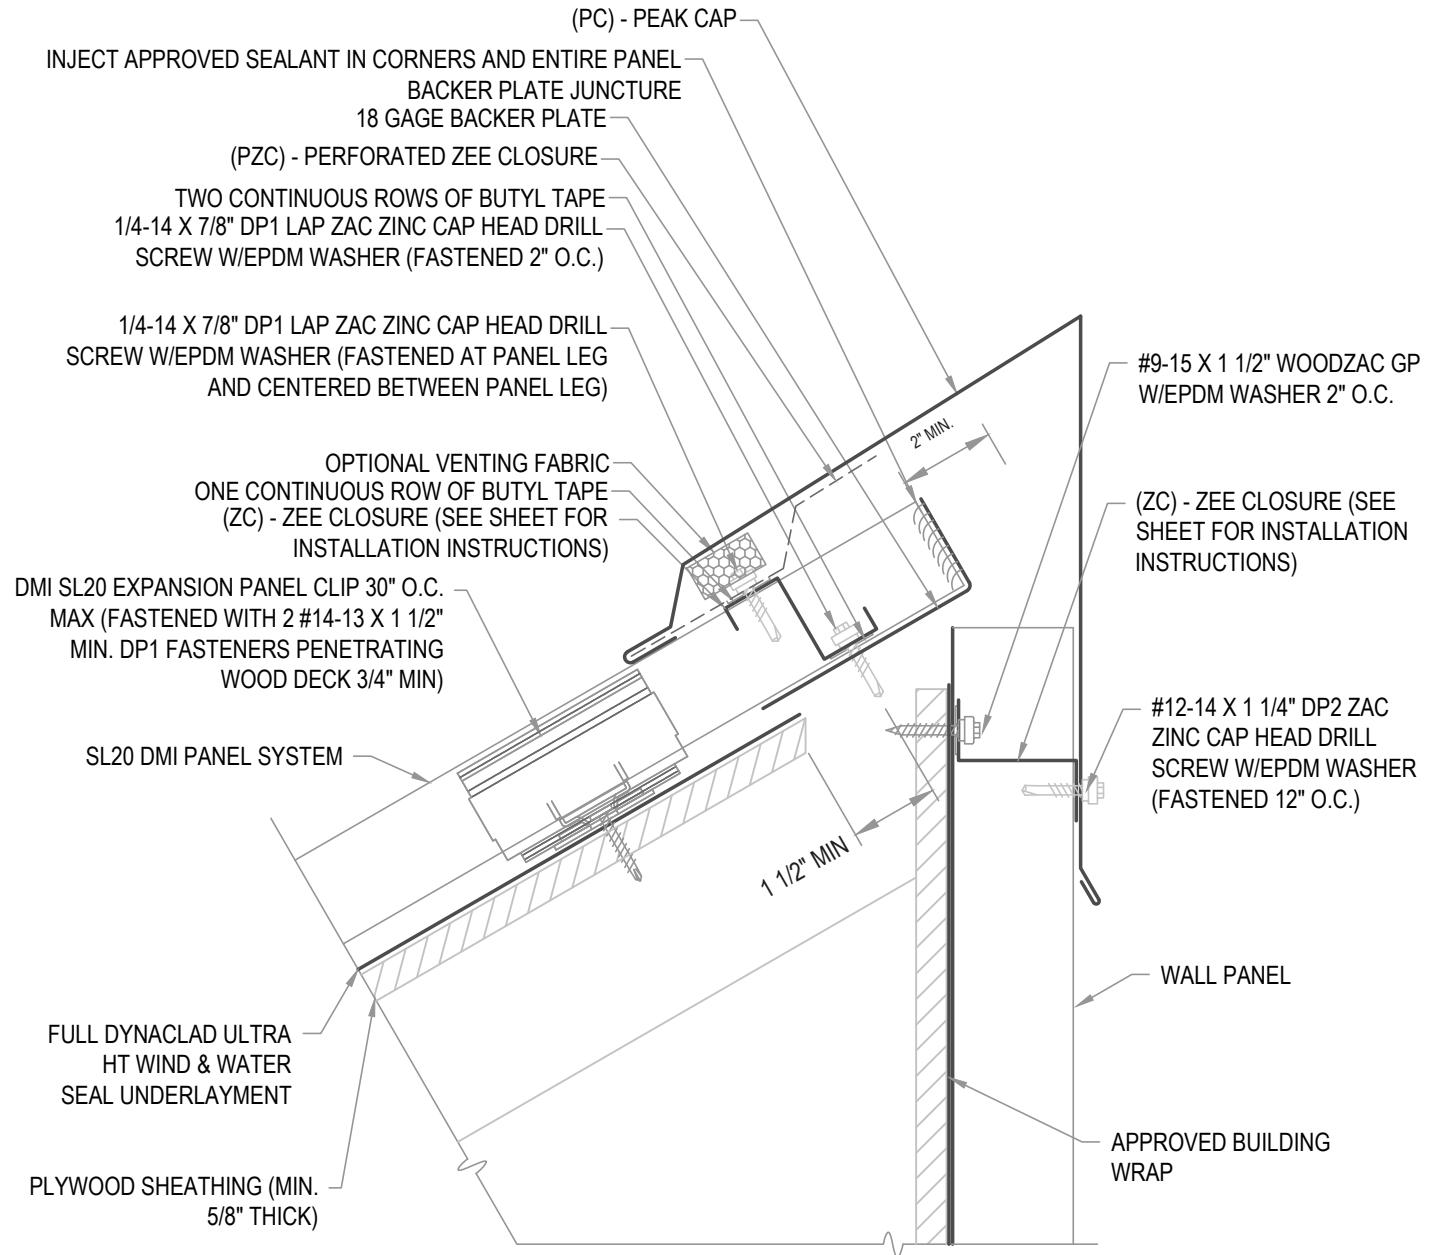 (PC) - PEAK CAP
INJECT APPROVED SEALANT IN CORNERS AND ENTIRE PANEL
BACKER PLATE JUNCTURE
18 GAGE BACKER PLATE
(PZC) - PERFORATED ZEE CLOSURE
TWO CONTINUOUS ROWS OF BUTYL TAPE
1/4-14 X 7/8" DP1 LAP ZAC ZINC CAP HEAD DRILL
SCREW W/EPDM WASHER (FASTENED 2" O.C.)
1/4-14 X 7/8" DP1 LAP ZAC ZINC CAP HEAD DRILL
SCREW W/EPDM WASHER (FASTENED AT PANEL LEG
AND CENTERED BETWEEN PANEL LEG)
OPTIONAL VENTING FABRIC
ONE CONTINUOUS ROW OF BUTYL TAPE
(ZC) - ZEE CLOSURE (SEE SHEET FOR
INSTALLATION INSTRUCTIONS)
DMI SL20 EXPANSION PANEL CLIP 30" O.C.
MAX (FASTENED WITH 2 #14-13 X 1 1/2"
MIN. DP1 FASTENERS PENETRATING
WOOD DECK 3/4" MIN)
SL20 DMI PANEL SYSTEM
FULL DYNACLAD ULTRA
HT WIND & WATER
SEAL UNDERLAYMENT
PLYWOOD SHEATHING (MIN.
5/8" THICK)
2" MIN.
1 1/2" MIN
#9-15 X 1 1/2" WOODZAC GP
W/EPDM WASHER 2" O.C.
(ZC) - ZEE CLOSURE (SEE
SHEET FOR INSTALLATION
INSTRUCTIONS)
#12-14 X 1 1/4" DP2 ZAC
ZINC CAP HEAD DRILL
SCREW W/EPDM WASHER
(FASTENED 12" O.C.)
WALL PANEL
APPROVED BUILDING
WRAP